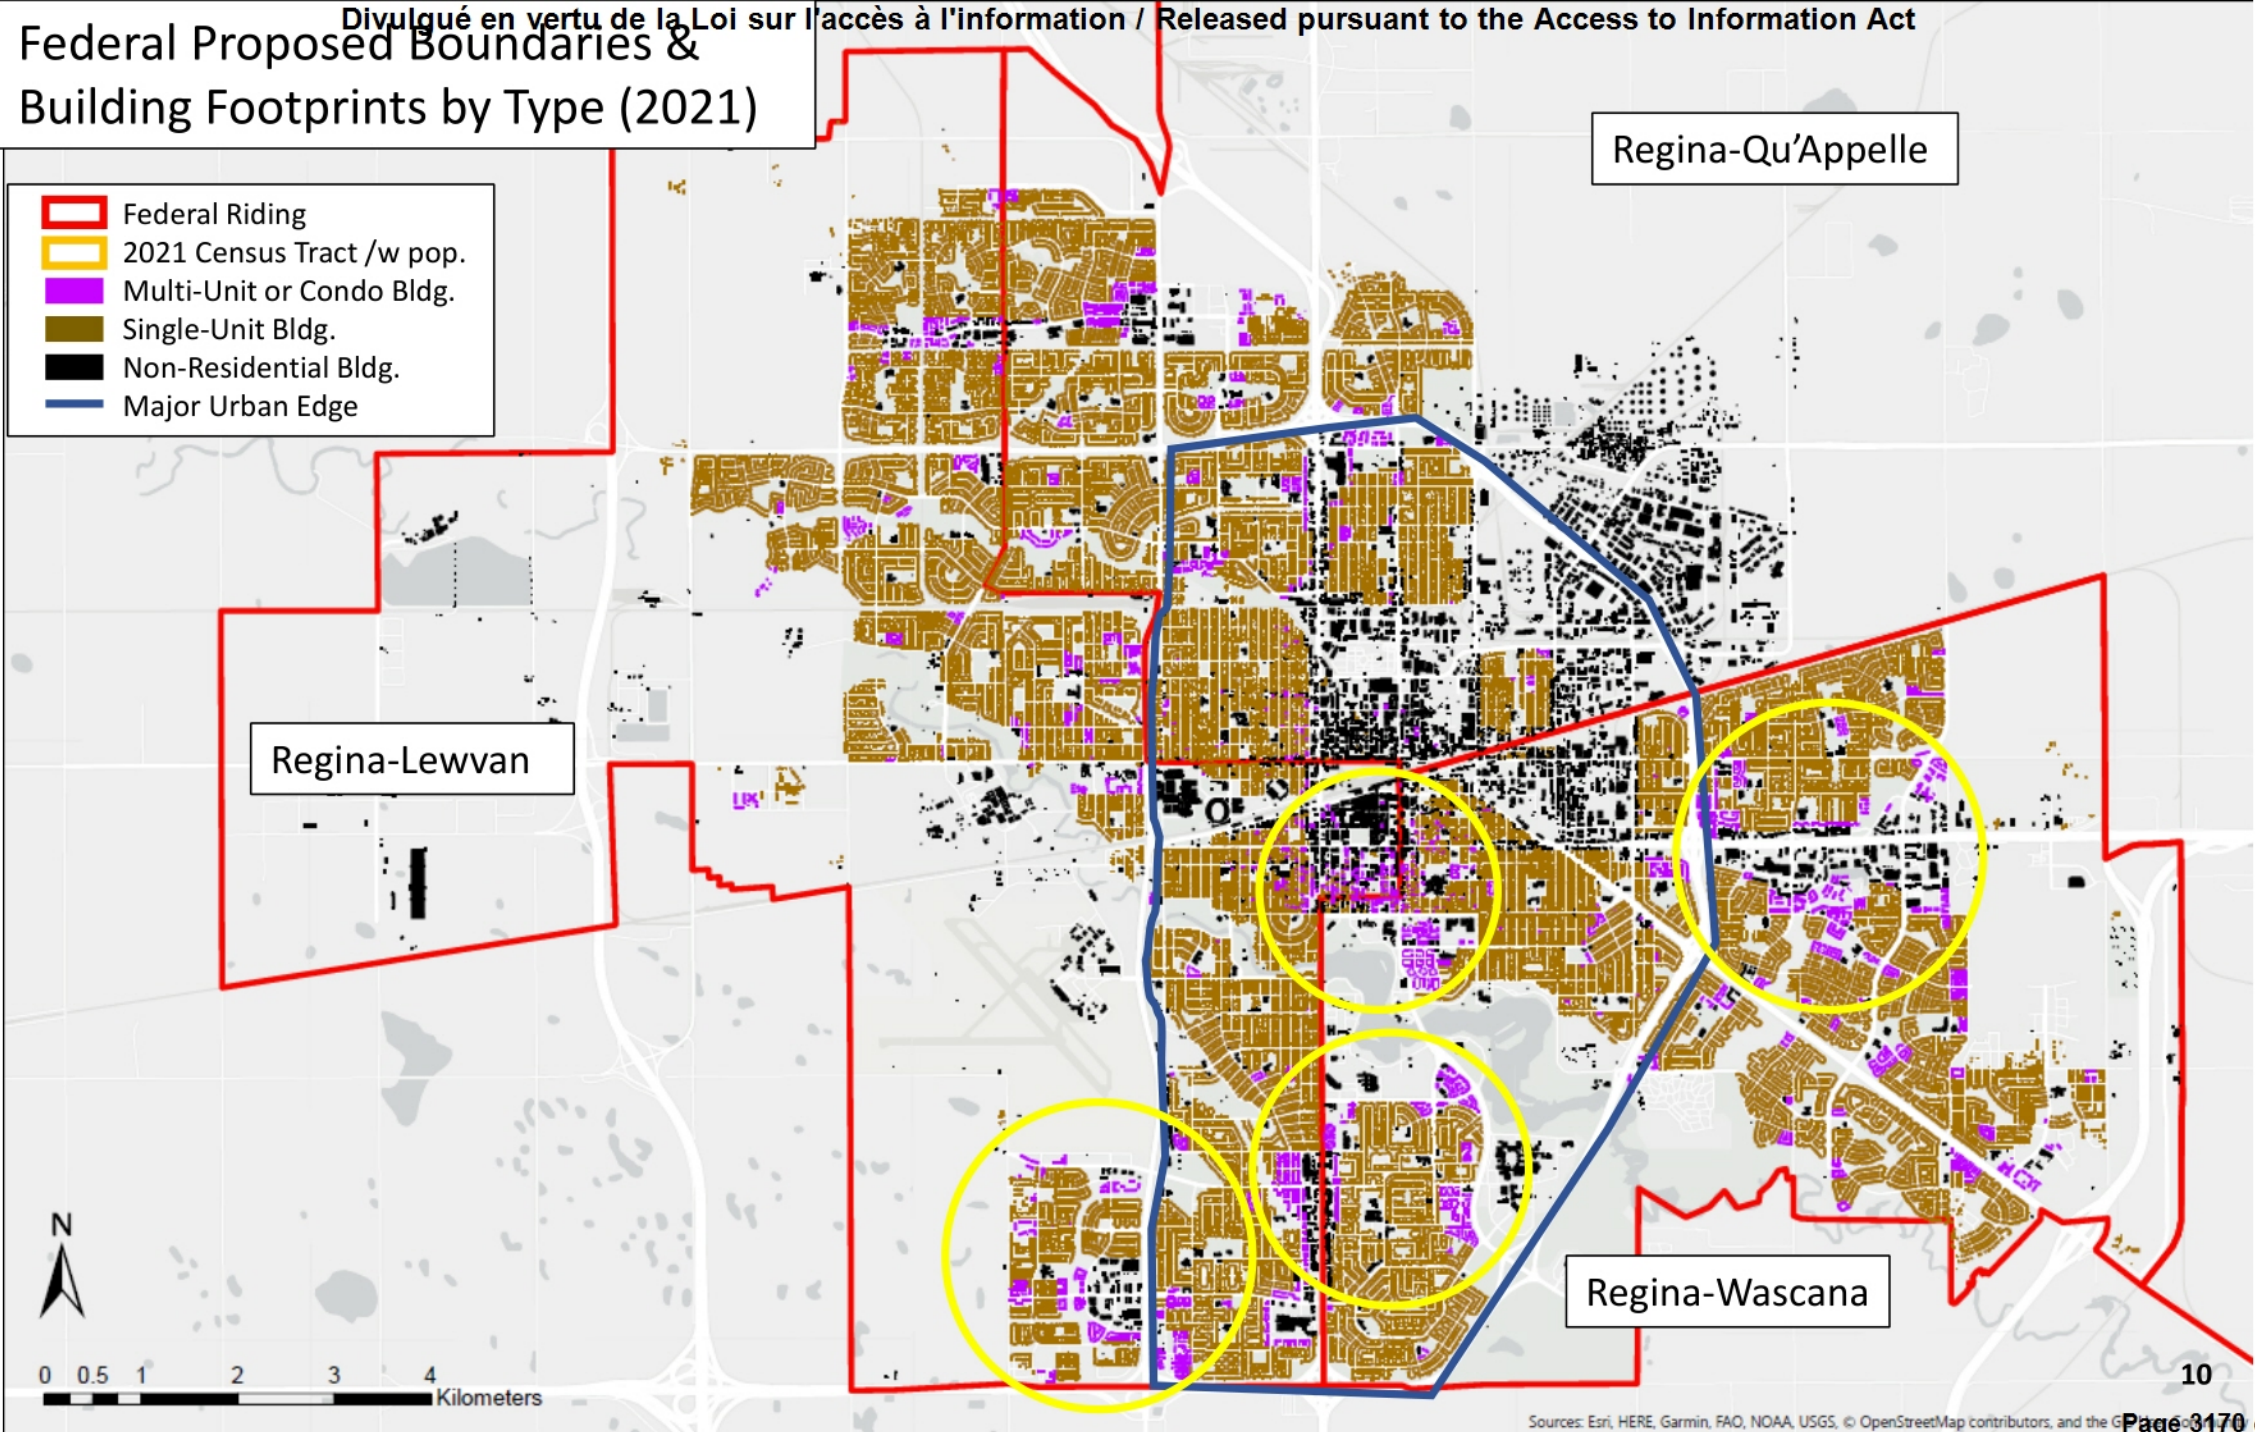 Divulgué en vertu de la Loi sur l'accès à l'information / Released pursuant to the Access to Information Act
Federal Proposed Boundaries &
Building Footprints by Type (2021)
Regina-Qu’Appelle
Federal Riding
2021 Census Tract /w pop.
Multi-Unit or Condo Bldg.
Single-Unit Bldg.
Non-Residential Bldg.
Major Urban Edge
Regina-Lewvan
Regina-Wascana
N
0 0.5 1 2 3 4
Kilometers
10
Sources: Esri, HERE, Garmin, FAO, NOAA, USGS, © OpenStreetMap contributors, and the
Page 3170